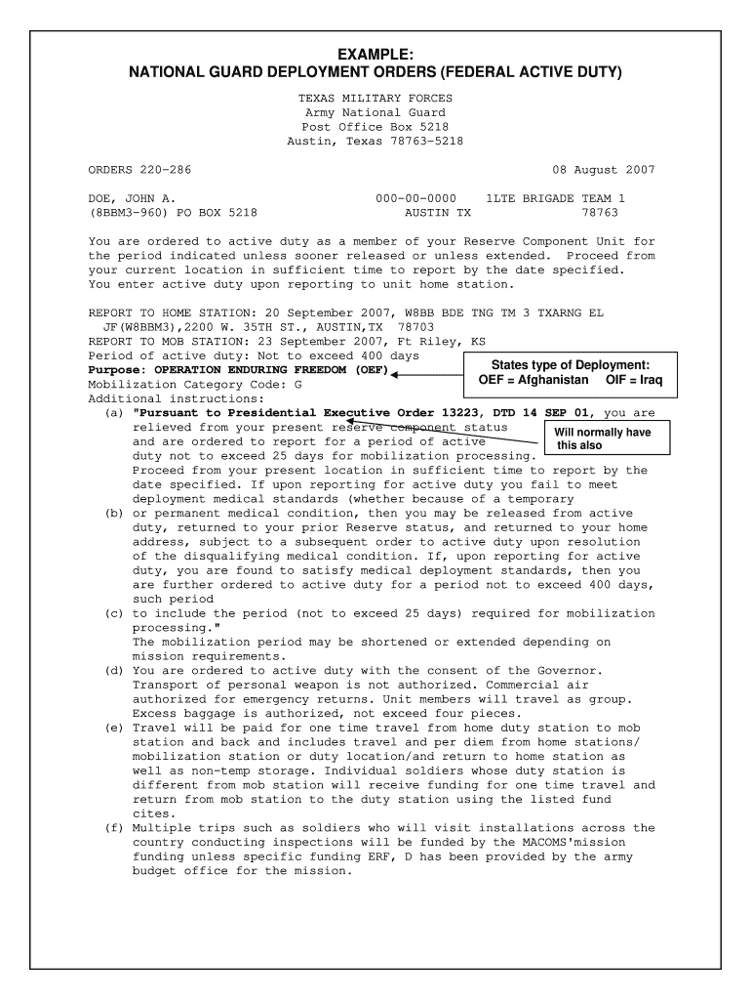 EXAMPLE:
NATIONAL GUARD DEPLOYMENT ORDERS (FEDERAL ACTIVE DUTY)
TEXAS MILITARY FORCES
Army National Guard
Post Office Box 5218
Austin, Texas 78763-5218
ORDERS 220-286 08 August 2007
DOE, JOHN A. 000-00-0000 1LTE BRIGADE TEAM 1
(8BBM3-960) PO BOX 5218 AUSTIN TX 78763
You are ordered to active duty as a member of your Reserve Component Unit for
the period indicated unless sooner released or unless extended. Proceed from
your current location in sufficient time to report by the date specified.
You enter active duty upon reporting to unit home station.
REPORT TO HOME STATION: 20 September 2007, W8BB BDE TNG TM 3 TXARNG EL
JF(W8BBM3),2200 W. 35TH ST., AUSTIN,TX 78703
REPORT TO MOB STATION: 23 September 2007, Ft Riley, KS
Period of active duty: Not to exceed 400 days
Purpose: OPERATION ENDURING FREEDOM (OEF)
States type of Deployment:
OEF = Afghanistan OIF = Iraq
Mobilization Category Code: G
Additional instructions:
(a) "Pursuant to Presidential Executive Order 13223, DTD 14 SEP 01, you are
relieved from your present reserve component status
and are ordered to report for a period of active
Will normally have
this also
duty not to exceed 25 days for mobilization processing.
Proceed from your present location in sufficient time to report by the
date specified. If upon reporting for active duty you fail to meet
deployment medical standards (whether because of a temporary
(b) or permanent medical condition, then you may be released from active
duty, returned to your prior Reserve status, and returned to your home
address, subject to a subsequent order to active duty upon resolution
of the disqualifying medical condition. If, upon reporting for active
duty, you are found to satisfy medical deployment standards, then you
are further ordered to active duty for a period not to exceed 400 days,
such period
(c) to include the period (not to exceed 25 days) required for mobilization
processing."
The mobilization period may be shortened or extended depending on
mission requirements.
(d) You are ordered to active duty with the consent of the Governor.
Transport of personal weapon is not authorized. Commercial air
authorized for emergency returns. Unit members will travel as group.
Excess baggage is authorized, not exceed four pieces.
(e) Travel will be paid for one time travel from home duty station to mob
station and back and includes travel and per diem from home stations/
mobilization station or duty location/and return to home station as
well as non-temp storage. Individual soldiers whose duty station is
different from mob station will receive funding for one time travel and
return from mob station to the duty station using the listed fund
cites.
(f) Multiple trips such as soldiers who will visit installations across the
country conducting inspections will be funded by the MACOMS'mission
funding unless specific funding ERF, D has been provided by the army
budget office for the mission.